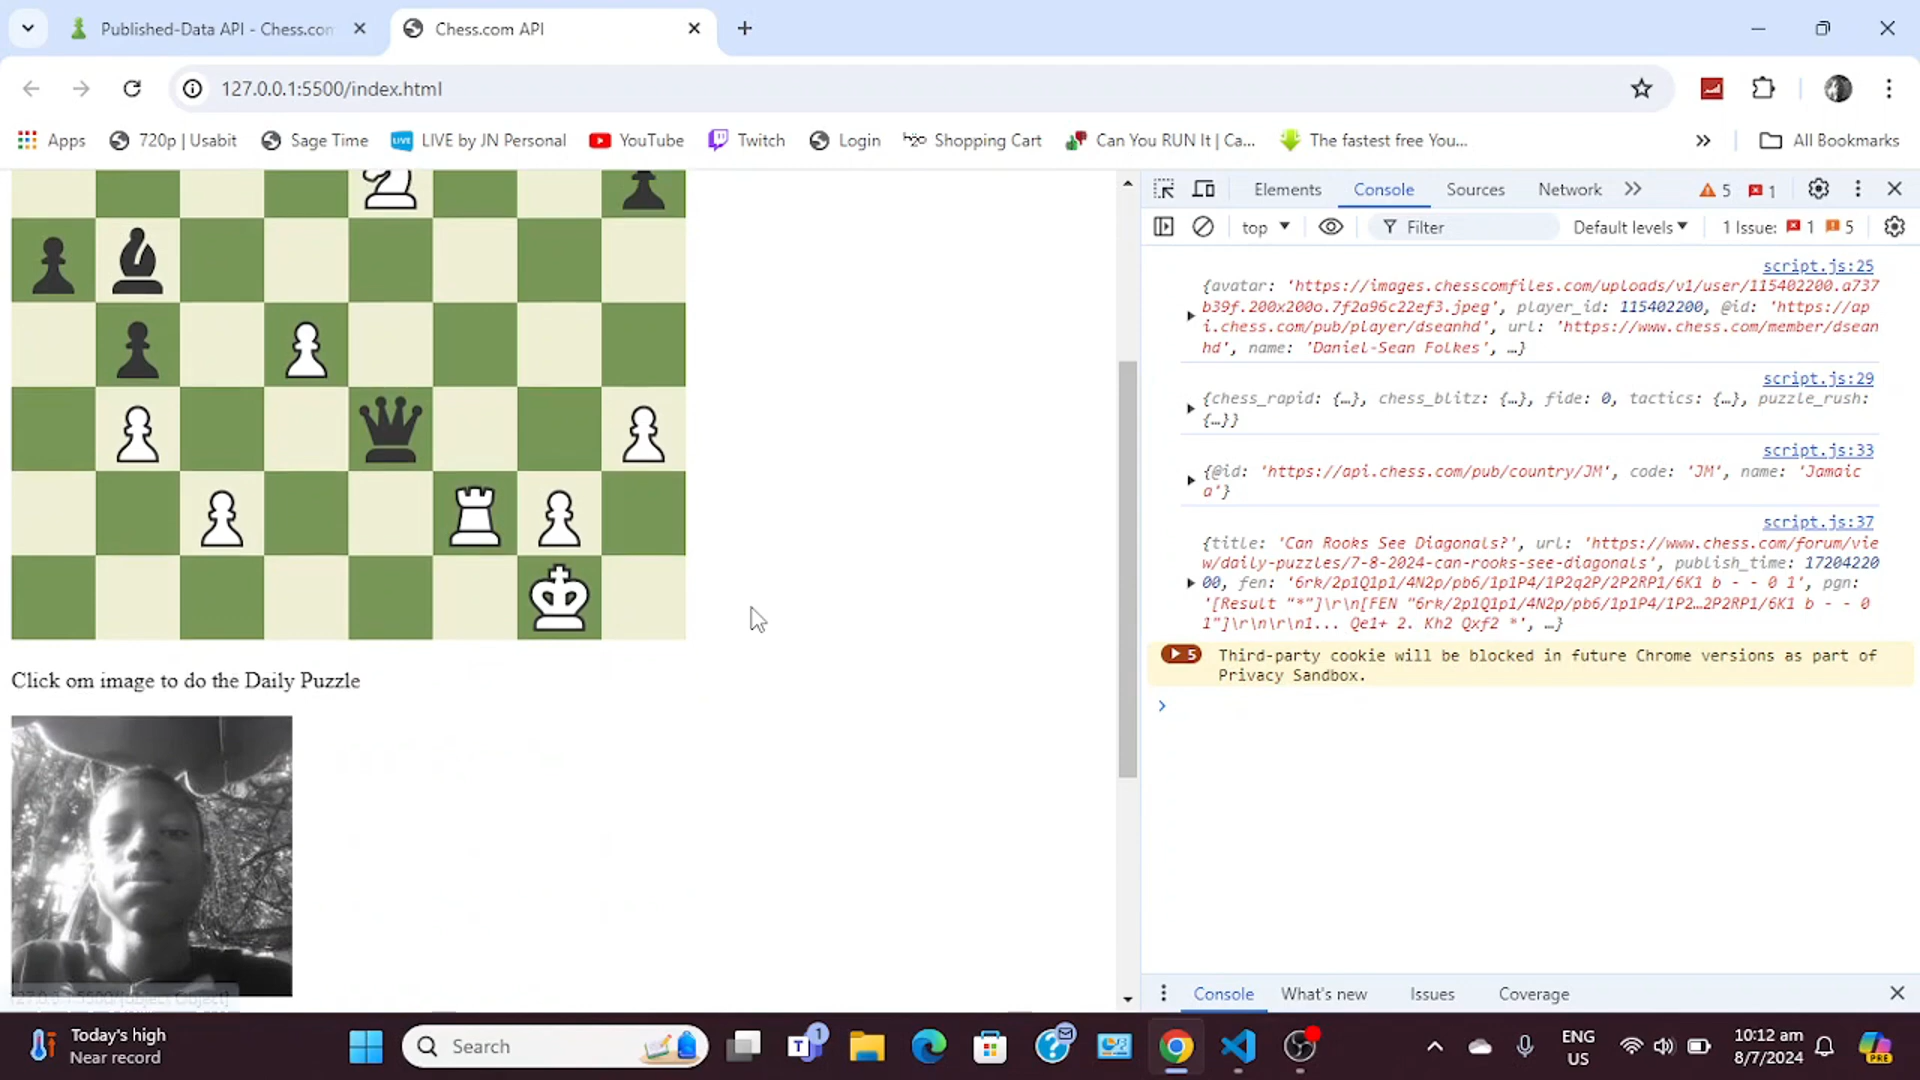 Published-Data API - Chess.com
Chess.com API
127.0.0.1:5500/index.html
Apps
720p | Usabit
Sage Time
LIVE by JN Personal
YouTube
Twitch
Login
Shopping Cart
Can You RUN It | Ca...
The fastest free You...
All Bookmarks
Elements
Console
Sources
Network
5
1
top
Filter
Default levels
1 Issue:
1
5
script.js:25
{avatar: 'https://images.chesscomfiles.com/uploads/v1/user/115402200.a737
b39f.200x200o.7f2a96c22ef3.jpeg', player_id: 115402200, @id: 'https://ap
i.chess.com/pub/player/dseanhd', url: 'https://www.chess.com/member/dsean
hd', name: 'Daniel-Sean Folkes', …}
script.js:29
{chess_rapid: {…}, chess_blitz: {…}, fide: 0, tactics: {…}, puzzle_rush:
{…}}
script.js:33
{@id: 'https://api.chess.com/pub/country/JM', code: 'JM', name: 'Jamaic
a'}
script.js:37
{title: 'Can Rooks See Diagonals?', url: 'https://www.chess.com/forum/vie
w/daily-puzzles/7-8-2024-can-rooks-see-diagonals', publish_time: 17204220
00, fen: '6rk/2p1Q1p1/4N2p/pb6/1p1P4/1P2q2P/2P2RP1/6K1 b - - 0 1', pgn:
'[Result "*"]\r\n[FEN "6rk/2p1Q1p1/4N2p/pb6/1p1P4/1P2…2P2RP1/6K1 b - - 0
1"]\r\n\r\n1... Qe1+ 2. Kh2 Qxf2 *', …}
5
Third-party cookie will be blocked in future Chrome versions as part of
Privacy Sandbox.
Click om image to do the Daily Puzzle
127.0.0.1:5500/[object Object]
Console
What's new
Issues
Coverage
Today's high
Near record
Search
1
ENG
US
10:12 am
8/7/2024
PRE